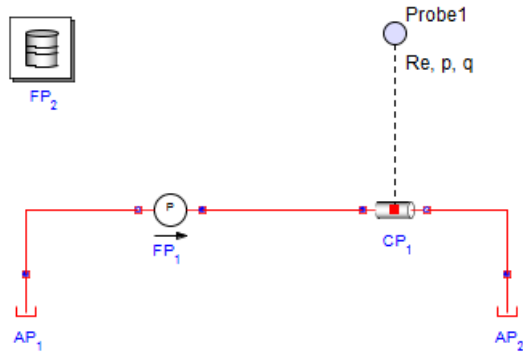 Probe1
Re, p, q
FP2
P
FP1
CP1
AP1
AP2